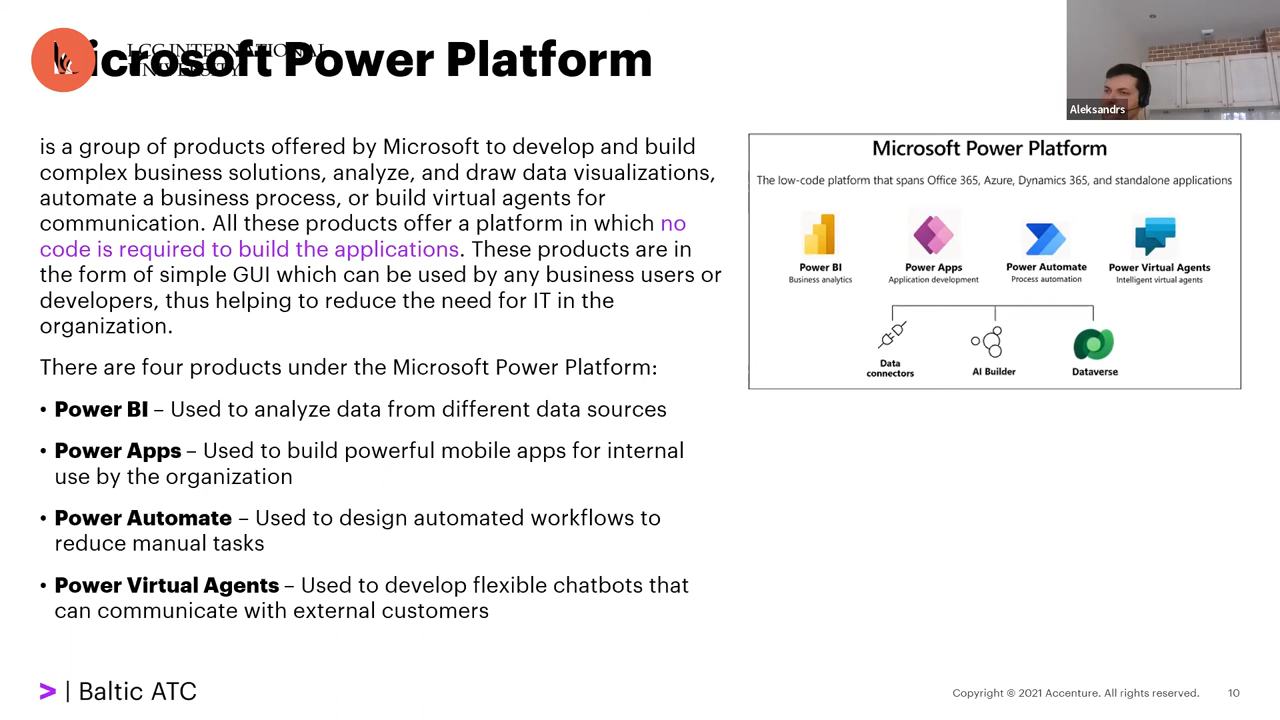 Microsoft Power Platform
LCC INTERNATIONAL
UNIVERSITY
Aleksandrs
is a group of products offered by Microsoft to develop and build
complex business solutions, analyze, and draw data visualizations,
automate a business process, or build virtual agents for
communication. All these products offer a platform in which no
code is required to build the applications. These products are in
the form of simple GUI which can be used by any business users or
developers, thus helping to reduce the need for IT in the
organization.
There are four products under the Microsoft Power Platform:
• Power BI – Used to analyze data from different data sources
• Power Apps – Used to build powerful mobile apps for internal
use by the organization
• Power Automate – Used to design automated workflows to
reduce manual tasks
• Power Virtual Agents – Used to develop flexible chatbots that
can communicate with external customers
Microsoft Power Platform
The low-code platform that spans Office 365, Azure, Dynamics 365, and standalone applications
Power BI
Business analytics
Power Apps
Application development
Power Automate
Process automation
Power Virtual Agents
Intelligent virtual agents
Data
connectors
AI Builder
Dataverse
> | Baltic ATC
Copyright © 2021 Accenture. All rights reserved.
10